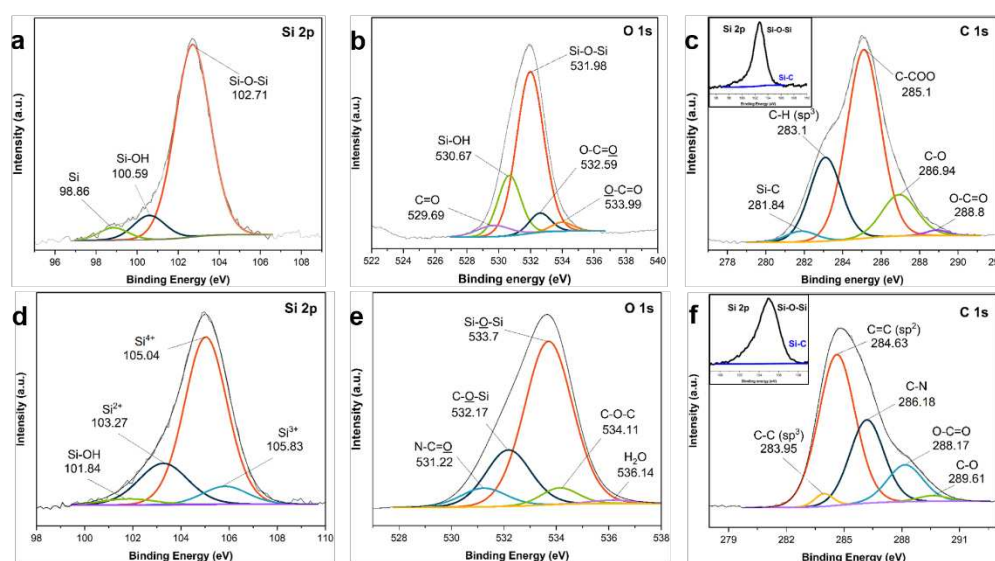 a
Si 2p
Si-O-Si
102.71
Si-OH
100.59
Si
98.86
Intensity (a.u.)
96 98 100 102 104 106 108
Binding Energy (eV)
b
O 1s
Si-O-Si
531.98
Si-OH
530.67
O-C=O
532.59
C=O
529.69
O-C=O
533.99
Intensity (a.u.)
522 524 526 528 530 532 534 536 538 540
Binding energy (eV)
c
C 1s
Si 2p
Si-O-Si
Si-C
Binding Energy (eV)
C-COO
285.1
C-H (sp³)
283.1
C-O
286.94
Si-C
281.84
O-C=O
288.8
Intensity (a.u.)
278 280 282 284 286 288 290
Binding Energy (eV)
d
Si 2p
Si⁴⁺
105.04
Si²⁺
103.27
Si³⁺
105.83
Si-OH
101.84
Intensity (a.u.)
98 100 102 104 106 108 110
Binding Energy (eV)
e
O 1s
Si-O-Si
533.7
C-O-Si
532.17
C-O-C
534.11
N-C=O
531.22
H₂O
536.14
Intensity (a.u.)
528 530 532 534 536 538
Binding Energy (eV)
f
C 1s
Si 2p
Si-O-Si
Si-C
Binding energy (eV)
C=C (sp²)
284.63
C-N
286.18
C-C (sp³)
283.95
O-C=O
288.17
C-O
289.61
Intensity (a.u.)
279 282 285 288 291
Binding Energy (eV)